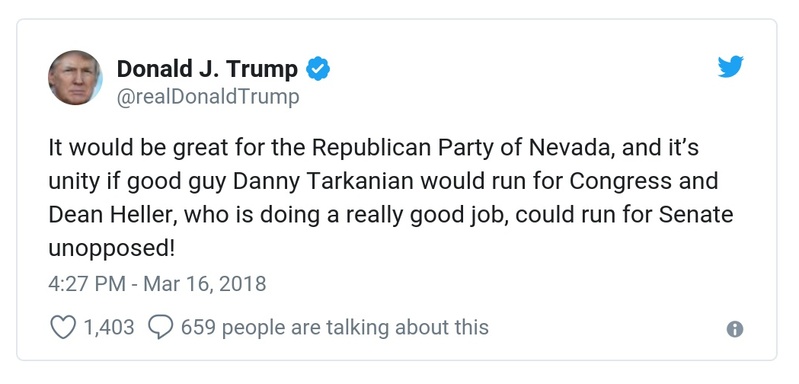 Donald J. Trump
@realDonaldTrump
It would be great for the Republican Party of Nevada, and it’s
unity if good guy Danny Tarkanian would run for Congress and
Dean Heller, who is doing a really good job, could run for Senate
unopposed!
4:27 PM - Mar 16, 2018
1,403 659 people are talking about this